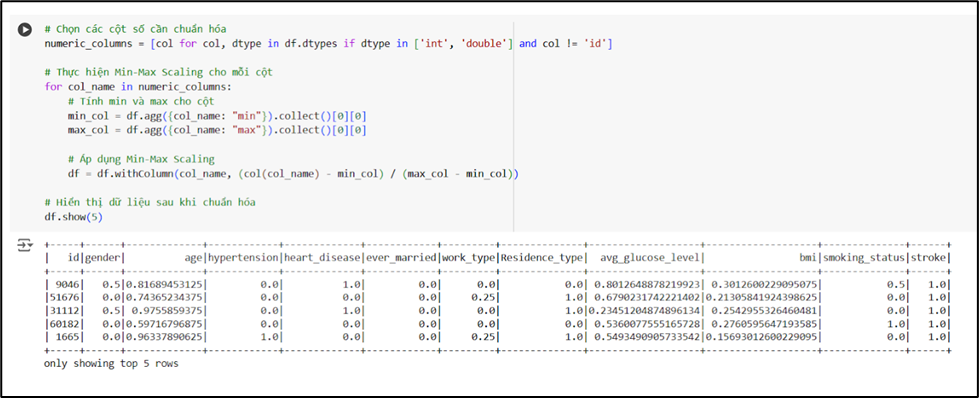 # Chọn các cột số cần chuẩn hóa
numeric_columns = [col for col, dtype in df.dtypes if dtype in ['int', 'double'] and col != 'id']
# Thực hiện Min-Max Scaling cho mỗi cột
for col_name in numeric_columns:
# Tính min và max cho cột
min_col = df.agg({col_name: "min"}).collect()[0][0]
max_col = df.agg({col_name: "max"}).collect()[0][0]
# Áp dụng Min-Max Scaling
df = df.withColumn(col_name, (col(col_name) - min_col) / (max_col - min_col))
# Hiển thị dữ liệu sau khi chuẩn hóa
df.show(5)
+-----+------+-------------+------------+-------------+------------+---------+--------------+-------------------+-------------------+--------------+------+
| id|gender| age|hypertension|heart_disease|ever_married|work_type|Residence_type| avg_glucose_level| bmi|smoking_status|stroke|
+-----+------+-------------+------------+-------------+------------+---------+--------------+-------------------+-------------------+--------------+------+
| 9046| 0.5|0.81689453125| 0.0| 1.0| 0.0| 0.0| 0.0| 0.8012648878219923| 0.3012600229095075| 0.5| 1.0|
|51676| 0.0|0.74365234375| 0.0| 0.0| 0.0| 0.25| 1.0| 0.6790231742221402|0.21305841924398625| 0.0| 1.0|
|31112| 0.5| 0.9755859375| 0.0| 1.0| 0.0| 0.0| 1.0|0.23451204874896134| 0.2542955326460481| 0.0| 1.0|
|60182| 0.0|0.59716796875| 0.0| 0.0| 0.0| 0.0| 0.0| 0.5360077555165728| 0.2760595647193585| 1.0| 1.0|
| 1665| 0.0|0.96337890625| 1.0| 0.0| 0.0| 0.25| 1.0| 0.5493490905733542|0.15693012600229095| 0.0| 1.0|
+-----+------+-------------+------------+-------------+------------+---------+--------------+-------------------+-------------------+--------------+------+
only showing top 5 rows